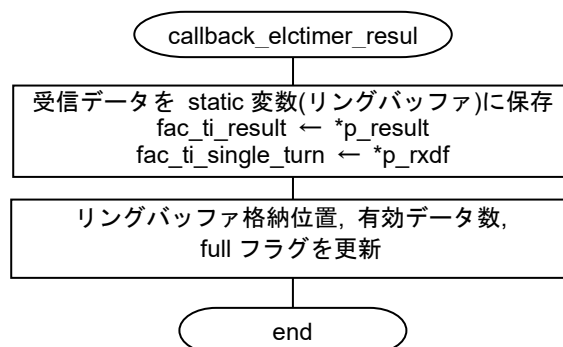 callback_elctimer_resul
受信データを static 変数(リングバッファ)に保存
fac_ti_result ← *p_result
fac_ti_single_turn ← *p_rxdf
リングバッファ格納位置, 有効データ数,
full フラグを更新
end